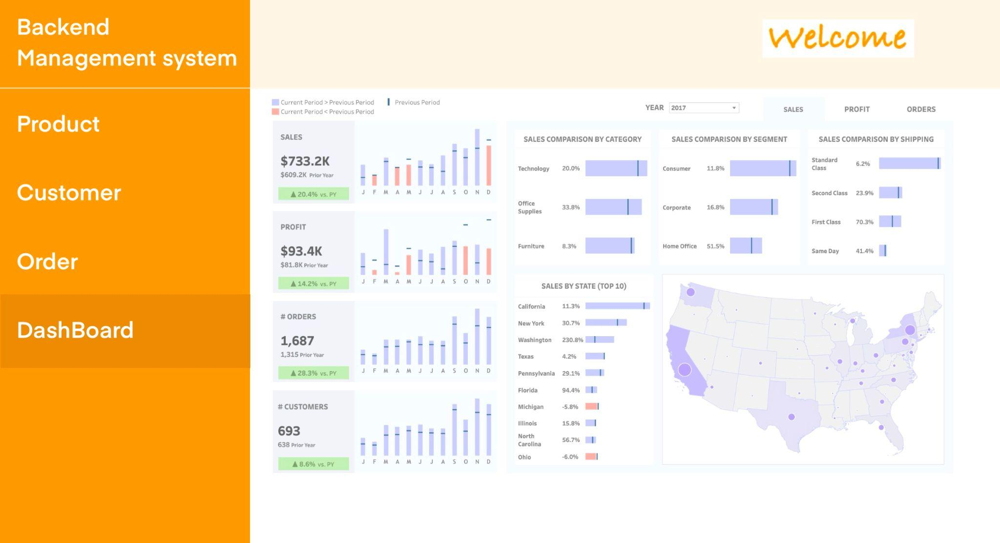 Backend
Management system
Welcome
Product
Customer
Order
DashBoard
Current Period > Previous Period
Previous Period
Current Period < Previous Period
YEAR 2017
SALES PROFIT ORDERS
SALES
$733.2K
$609.2K Prior Year
▲ 20.4% vs. PY
J F M A M J J A S O N D
PROFIT
$93.4K
$81.8K Prior Year
▲ 14.2% vs. PY
J F M A M J J A S O N D
# ORDERS
1,687
1,315 Prior Year
▲ 28.3% vs. PY
J F M A M J J A S O N D
# CUSTOMERS
693
638 Prior Year
▲ 8.6% vs. PY
J F M A M J J A S O N D
SALES COMPARISON BY CATEGORY
Technology 20.0%
Office
Supplies 33.8%
Furniture 8.3%
SALES COMPARISON BY SEGMENT
Consumer 11.8%
Corporate 16.8%
Home Office 51.5%
SALES COMPARISON BY SHIPPING
Standard
Class 6.2%
Second Class 23.9%
First Class 70.3%
Same Day 41.4%
SALES BY STATE (TOP 10)
California 11.3%
New York 30.7%
Washington 230.8%
Texas 4.2%
Pennsylvania 29.1%
Florida 94.4%
Michigan -5.8%
Illinois 15.8%
North
Carolina 56.7%
Ohio -6.0%